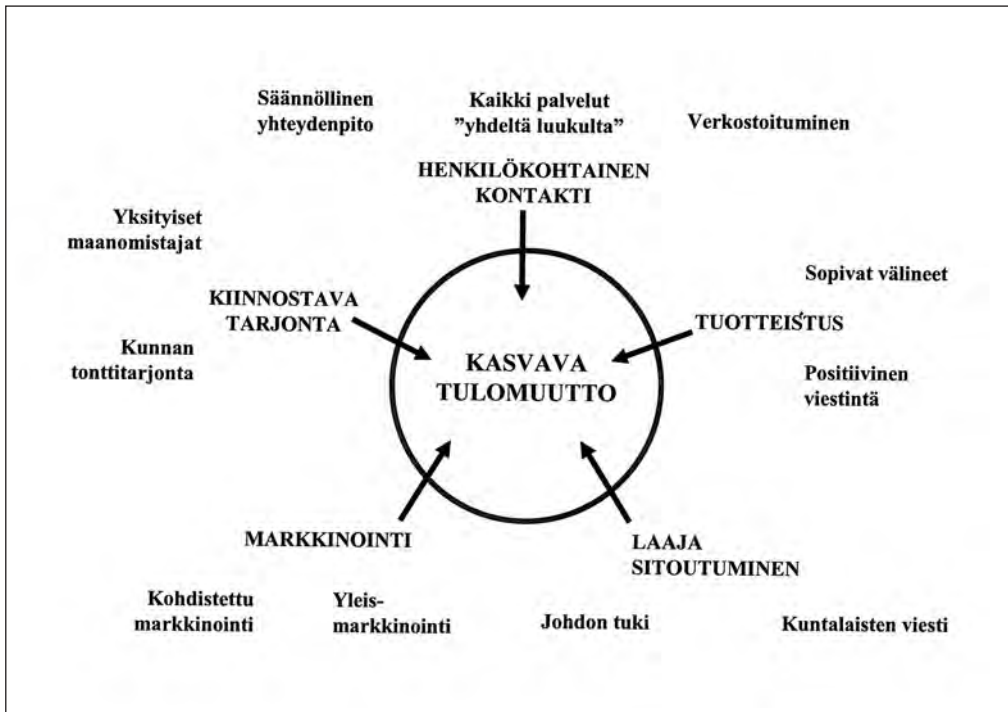 Säännöllinen
yhteydenpito
Kaikki palvelut
”yhdeltä luukulta”
Verkostoituminen
HENKILÖKOHTAINEN
KONTAKTI
Yksityiset
maanomistajat
KIINNOSTAVA
TARJONTA
Sopivat välineet
TUOTTEISTUS
Kunnan
tonttitarjonta
KASVAVA
TULOMUUTTO
Positiivinen
viestintä
MARKKINOINTI
LAAJA
SITOUTUMINEN
Kohdistettu
markkinointi
Yleis-
markkinointi
Johdon tuki
Kuntalaisten viesti